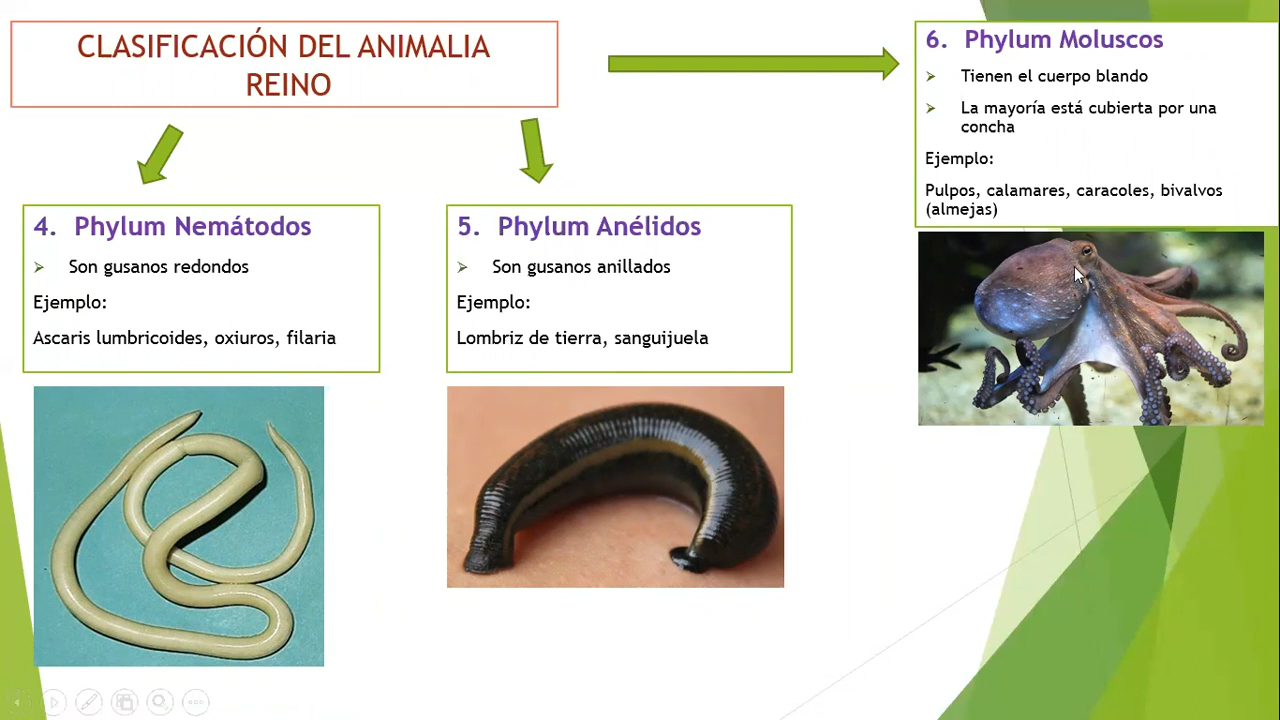 CLASIFICACIÓN DEL ANIMALIA
REINO
4. Phylum Nemátodos
Son gusanos redondos
Ejemplo:
Ascaris lumbricoides, oxiuros, filaria
5. Phylum Anélidos
Son gusanos anillados
Ejemplo:
Lombriz de tierra, sanguijuela
6. Phylum Moluscos
Tienen el cuerpo blando
La mayoría está cubierta por una
concha
Ejemplo:
Pulpos, calamares, caracoles, bivalvos
(almejas)